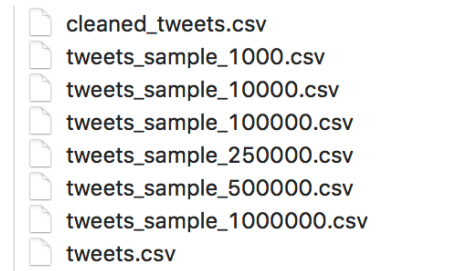 cleaned_tweets.csv
tweets_sample_1000.csv
tweets_sample_10000.csv
tweets_sample_100000.csv
tweets_sample_250000.csv
tweets_sample_500000.csv
tweets_sample_1000000.csv
tweets.csv